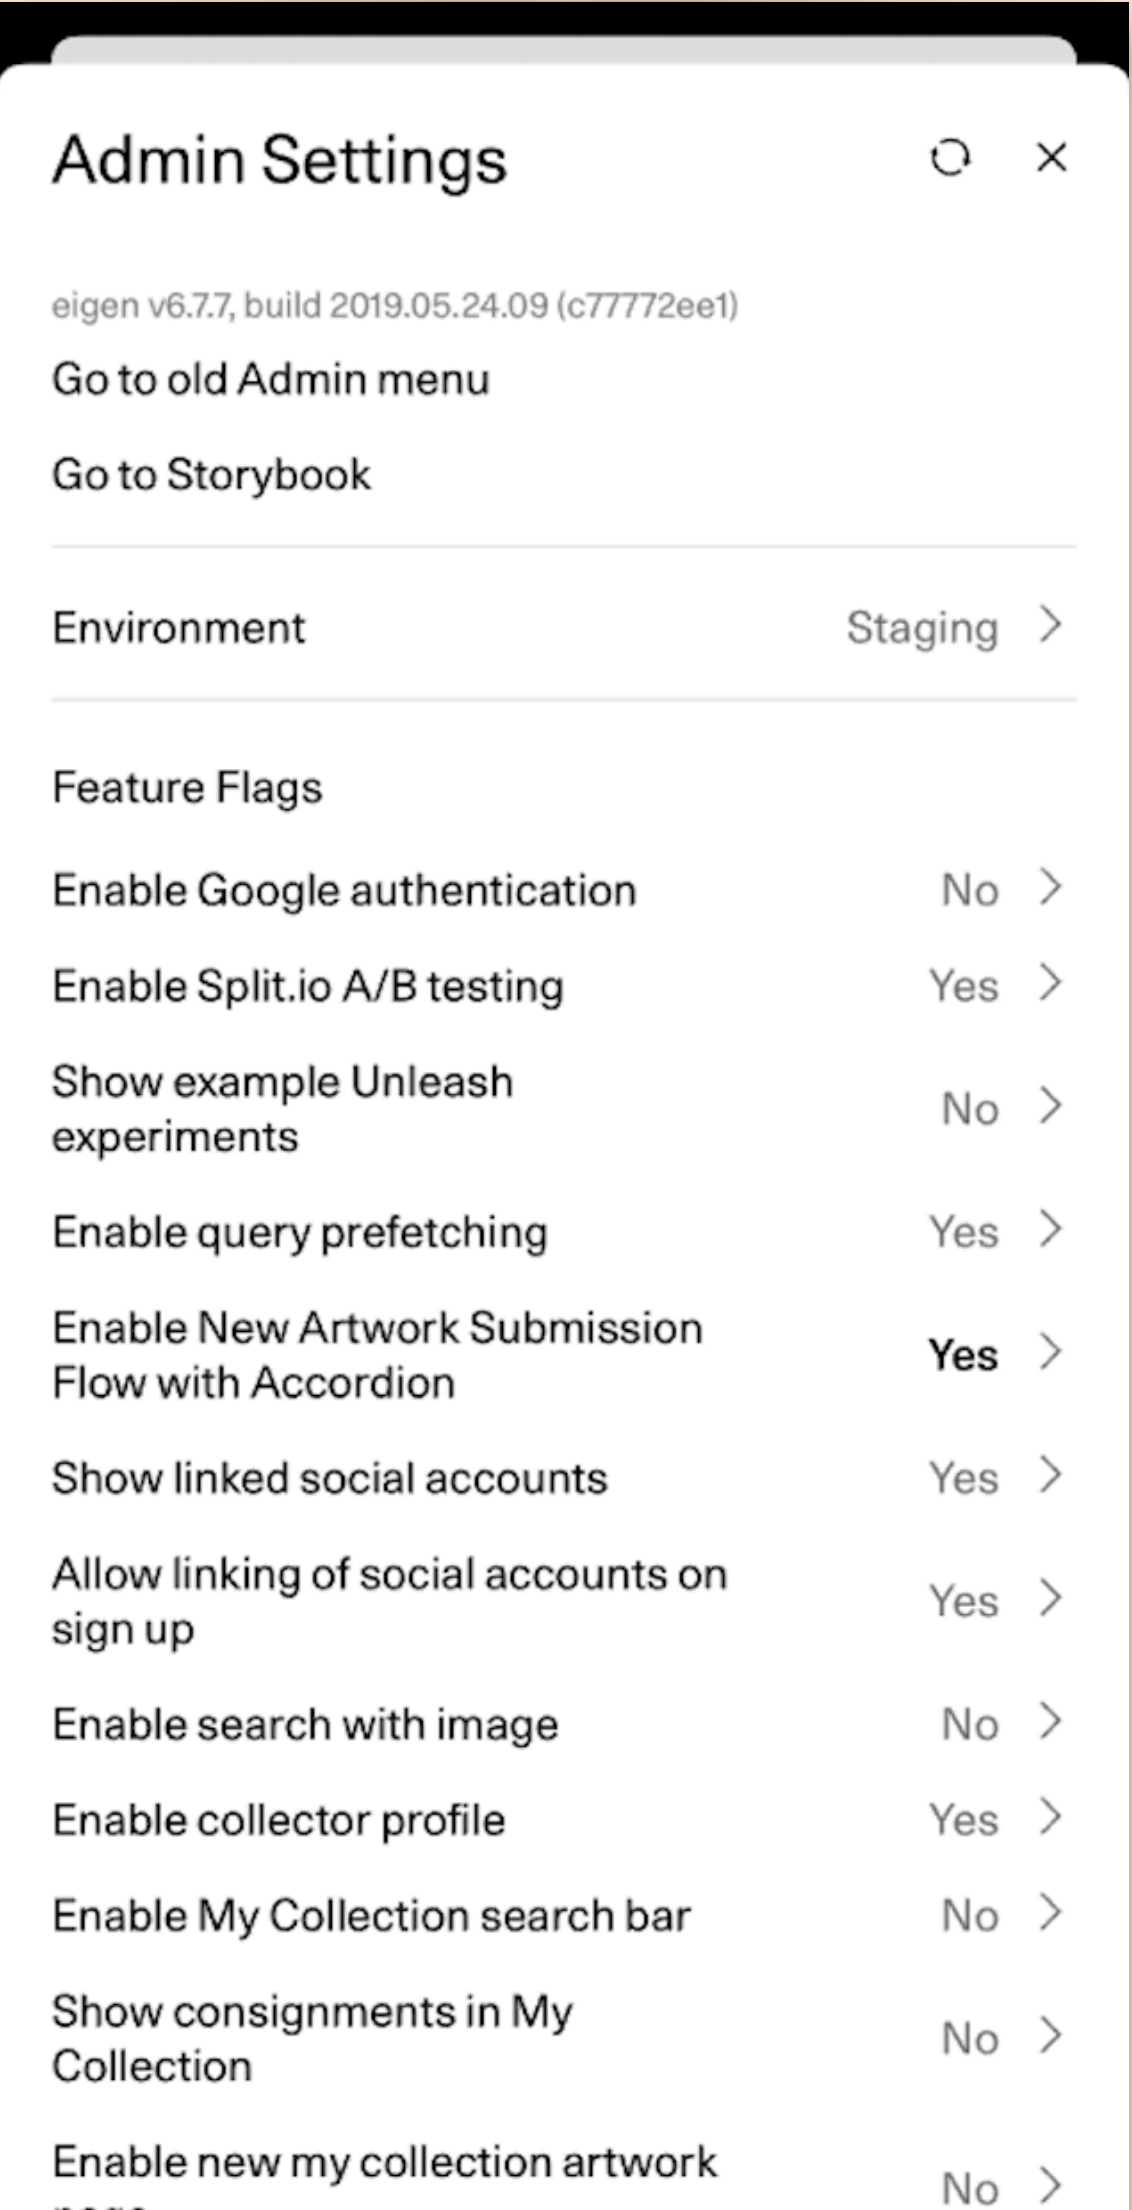 Admin Settings
eigen v6.7.7, build 2019.05.24.09 (c77772ee1)
Go to old Admin menu
Go to Storybook
Environment Staging
Feature Flags
Enable Google authentication No
Enable Split.io A/B testing Yes
Show example Unleash
experiments No
Enable query prefetching Yes
Enable New Artwork Submission
Flow with Accordion Yes
Show linked social accounts Yes
Allow linking of social accounts on
sign up Yes
Enable search with image No
Enable collector profile Yes
Enable My Collection search bar No
Show consignments in My
Collection No
Enable new my collection artwork
No